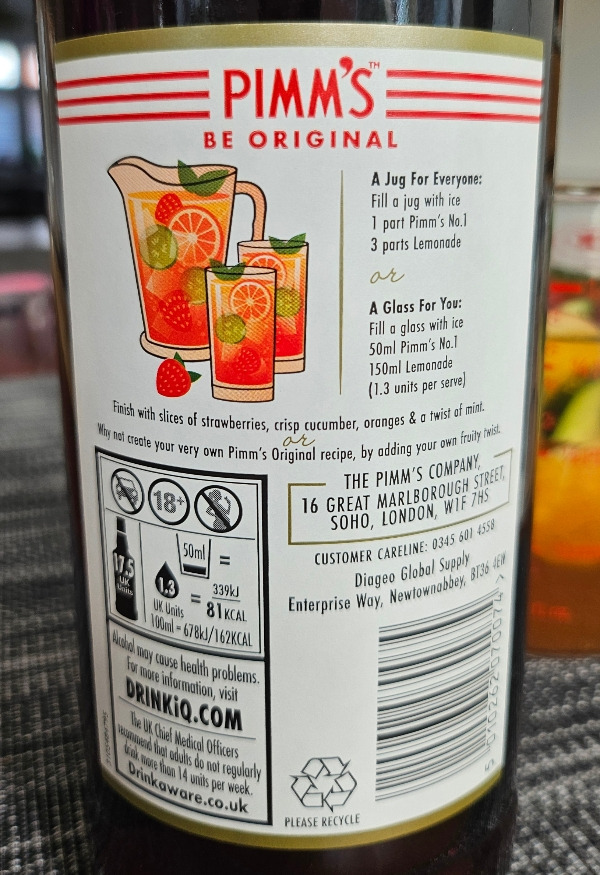 PIMM'S™
BE ORIGINAL
A Jug For Everyone:
Fill a jug with ice
1 part Pimm's No.1
3 parts Lemonade
or
A Glass For You:
Fill a glass with ice
50ml Pimm's No.1
150ml Lemonade
(1.3 units per serve)
Finish with slices of strawberries, crisp cucumber, oranges & a twist of mint.
or
Why not create your very own Pimm's Original recipe, by adding your own fruity twist.
THE PIMM'S COMPANY,
16 GREAT MARLBOROUGH STREET,
SOHO, LONDON, W1F 7HS
CUSTOMER CARELINE: 0345 601 4558
Diageo Global Supply
Enterprise Way, Newtownabbey, BT36 4EW
18+
17.5
UK
Units
50ml =
1.3
UK Units
339kJ
= 81KCAL
100ml = 678kJ/162KCAL
Alcohol may cause health problems.
For more information, visit
DRINKiQ.COM
The UK Chief Medical Officers
recommend that adults do not regularly
drink more than 14 units per week.
Drinkaware.co.uk
PLEASE RECYCLE
5 010262 070074 >